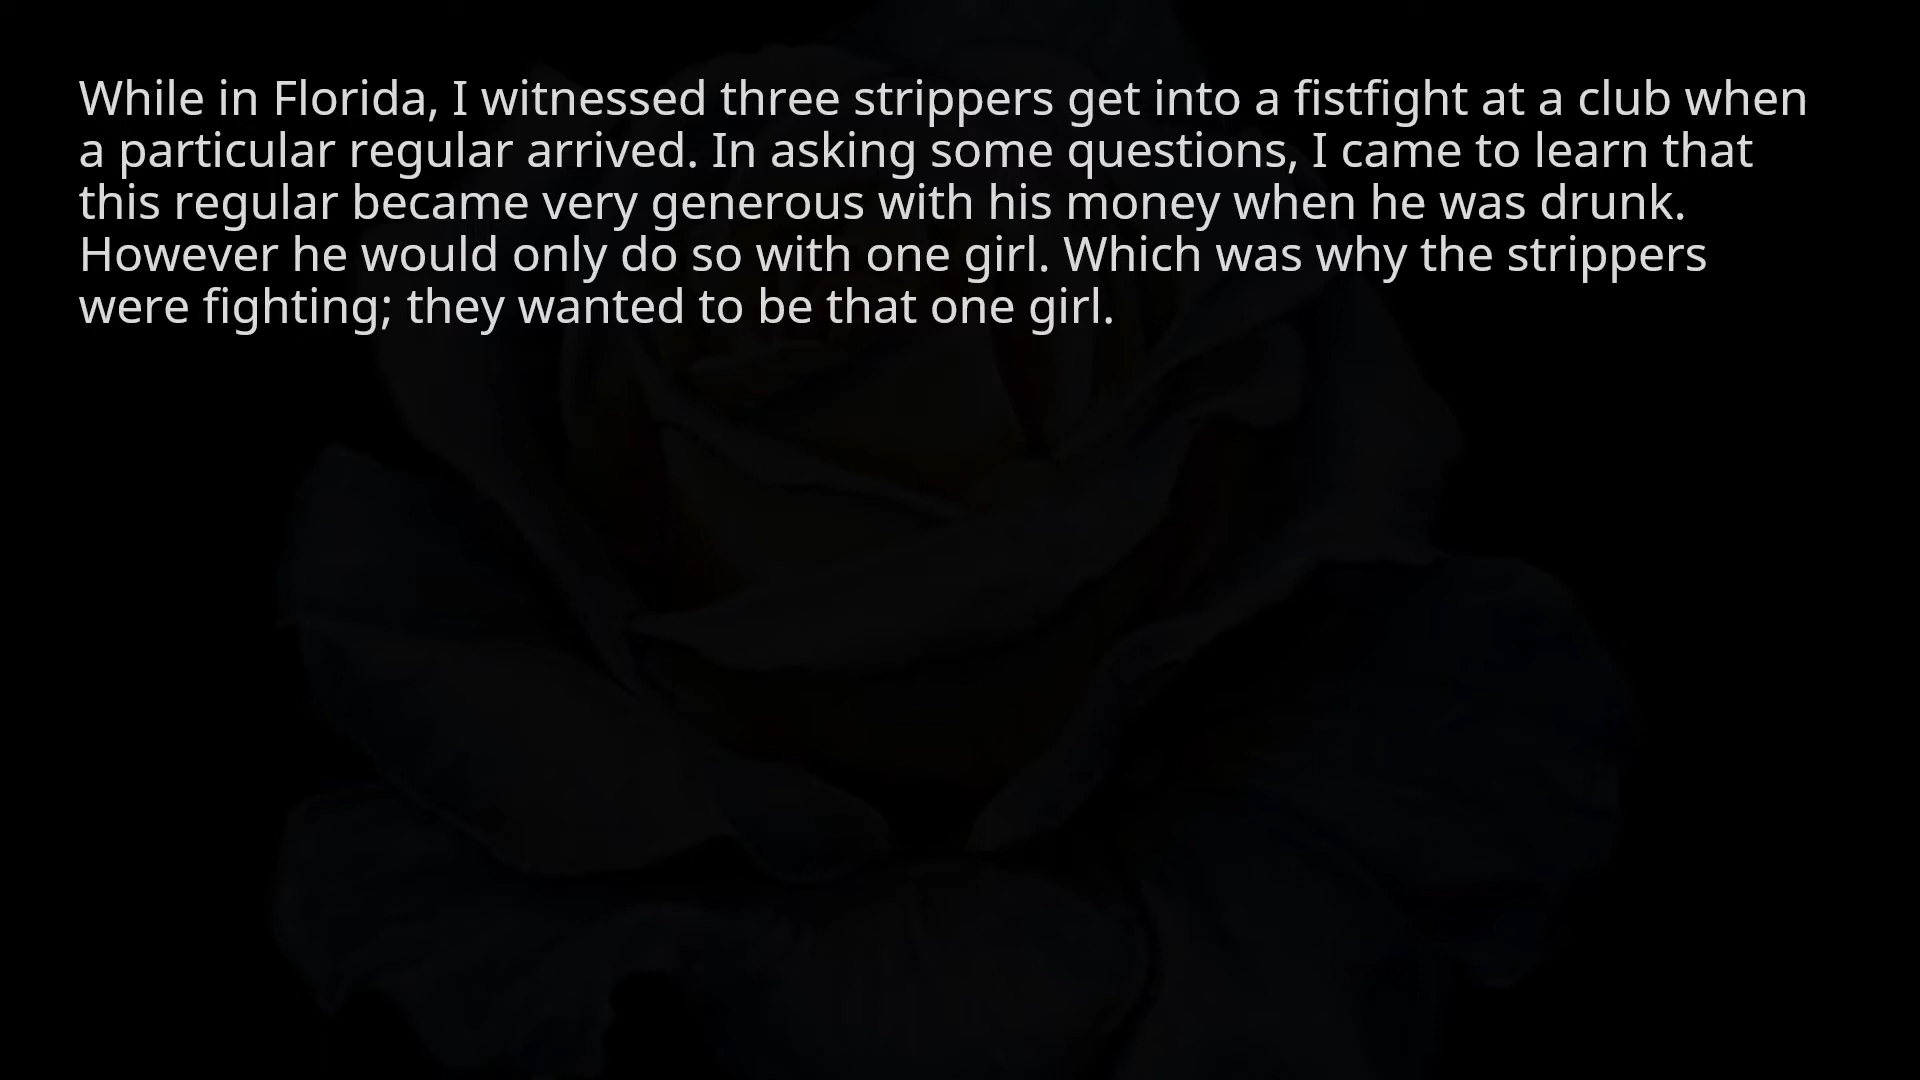 While in Florida, I witnessed three strippers get into a fistfight at a club when
a particular regular arrived. In asking some questions, I came to learn that
this regular became very generous with his money when he was drunk.
However he would only do so with one girl. Which was why the strippers
were fighting; they wanted to be that one girl.